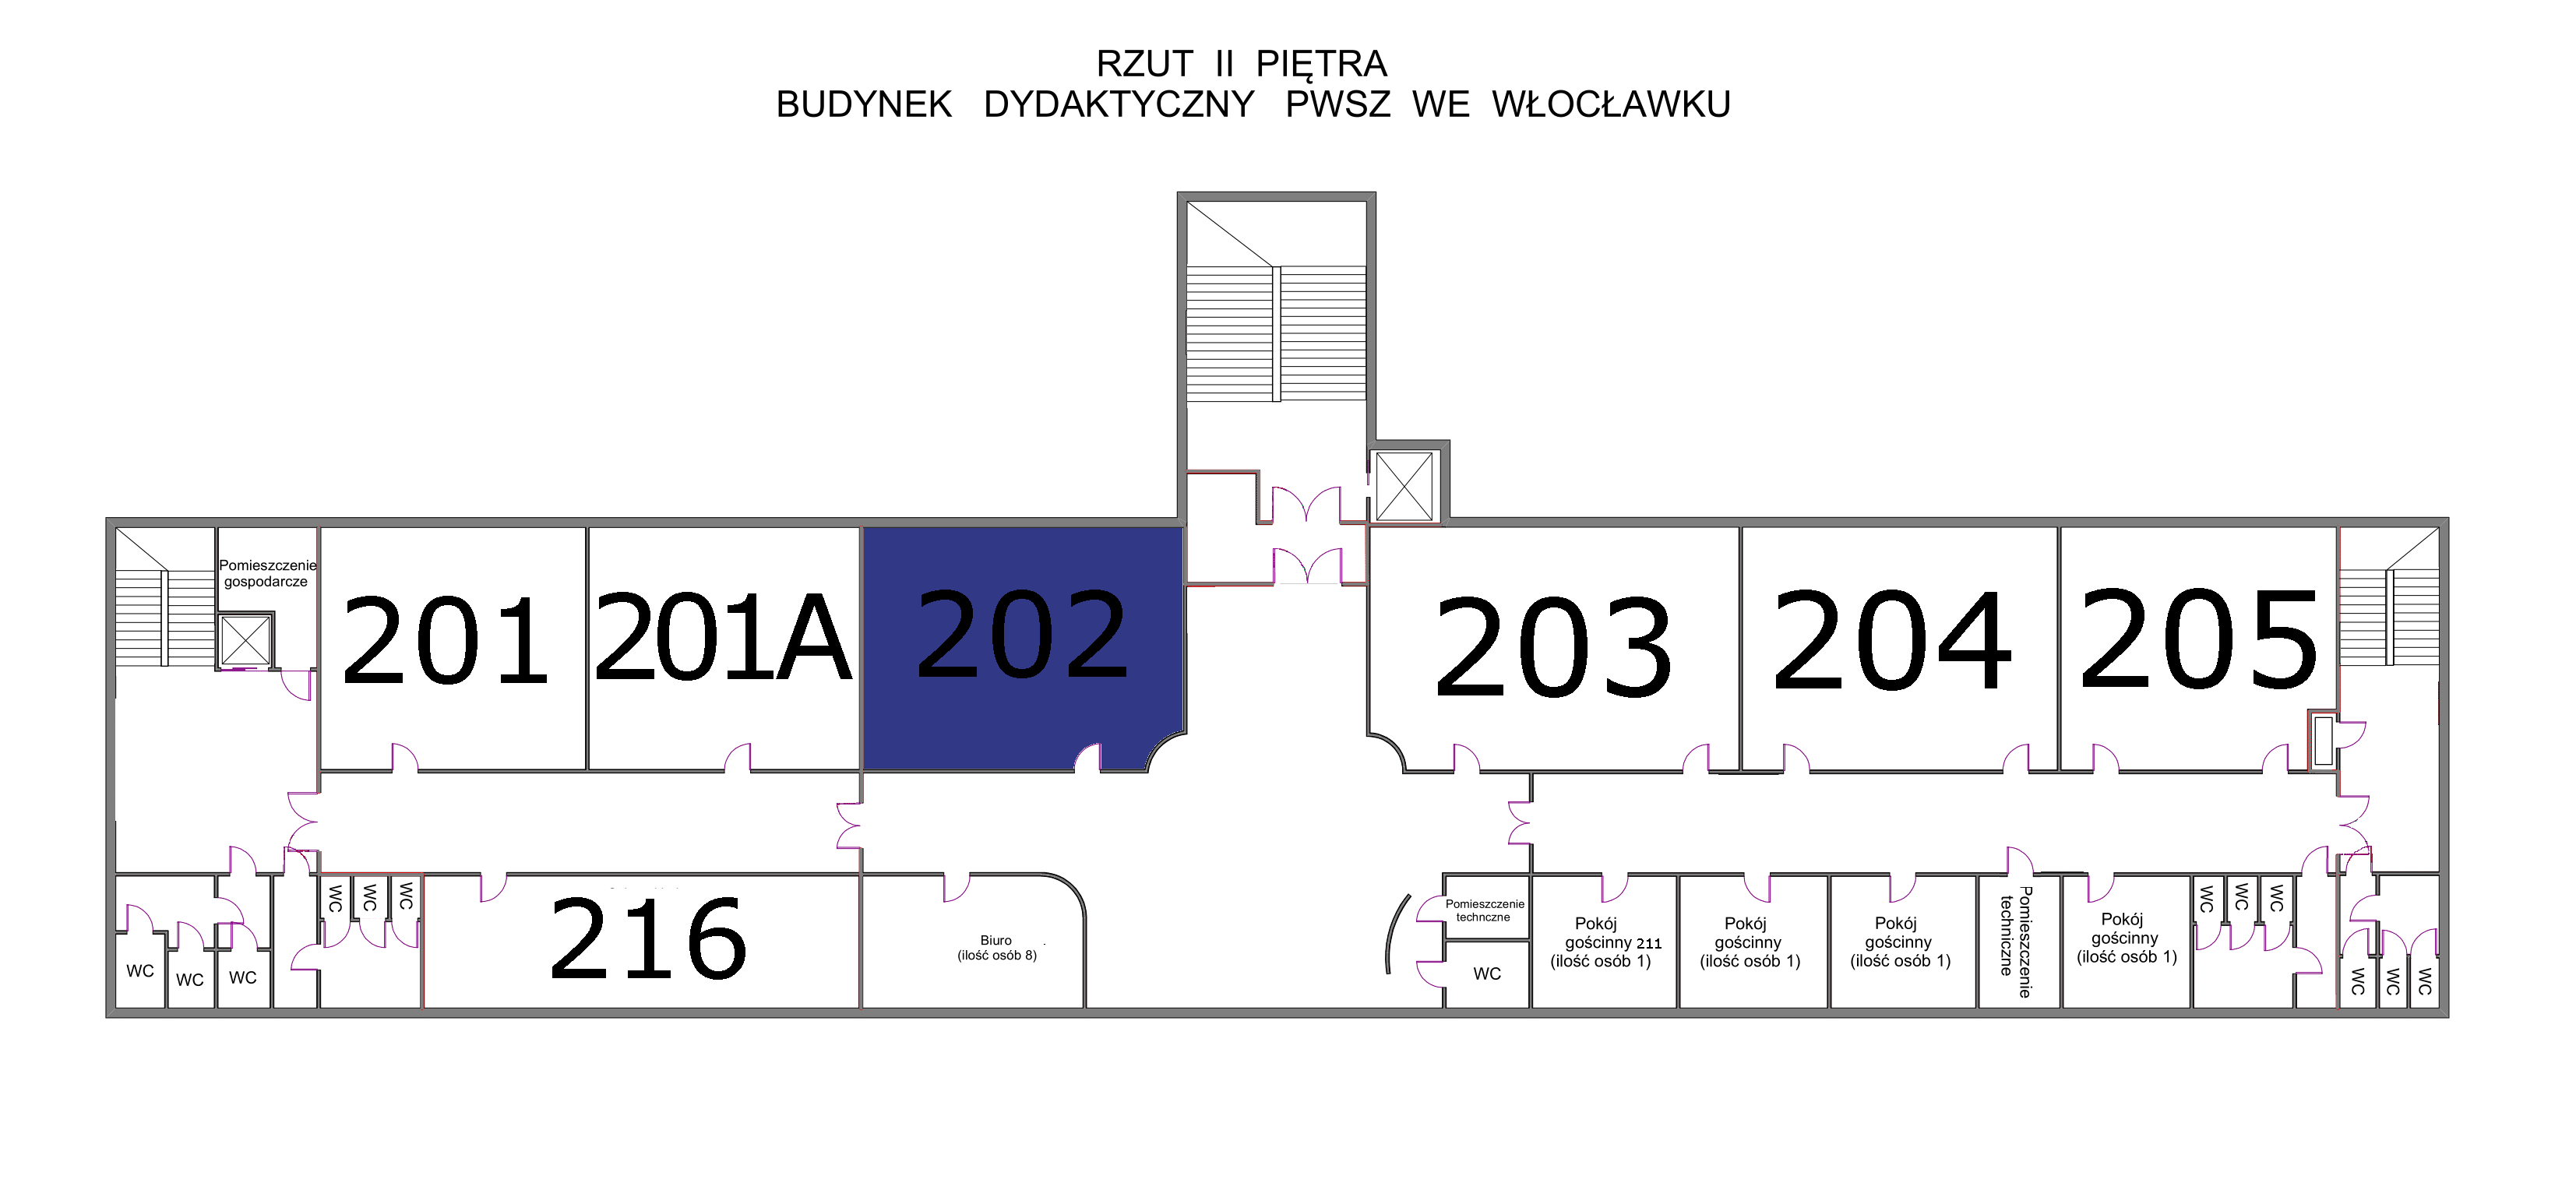 RZUT II PIĘTRA
BUDYNEK DYDAKTYCZNY PWSZ WE WŁOCŁAWKU
Pomieszczenie
gospodarcze
201
201A
202
203
204
205
WC
WC
WC
WC
WC
WC
216
Biuro
(ilość osób 8)
Pomieszczenie
techniczne
WC
Pokój
gościnny 211
(ilość osób 1)
Pokój
gościnny
(ilość osób 1)
Pokój
gościnny
(ilość osób 1)
Pomieszczenie
techniczne
Pokój
gościnny
(ilość osób 1)
WC
WC
WC
WC
WC
WC